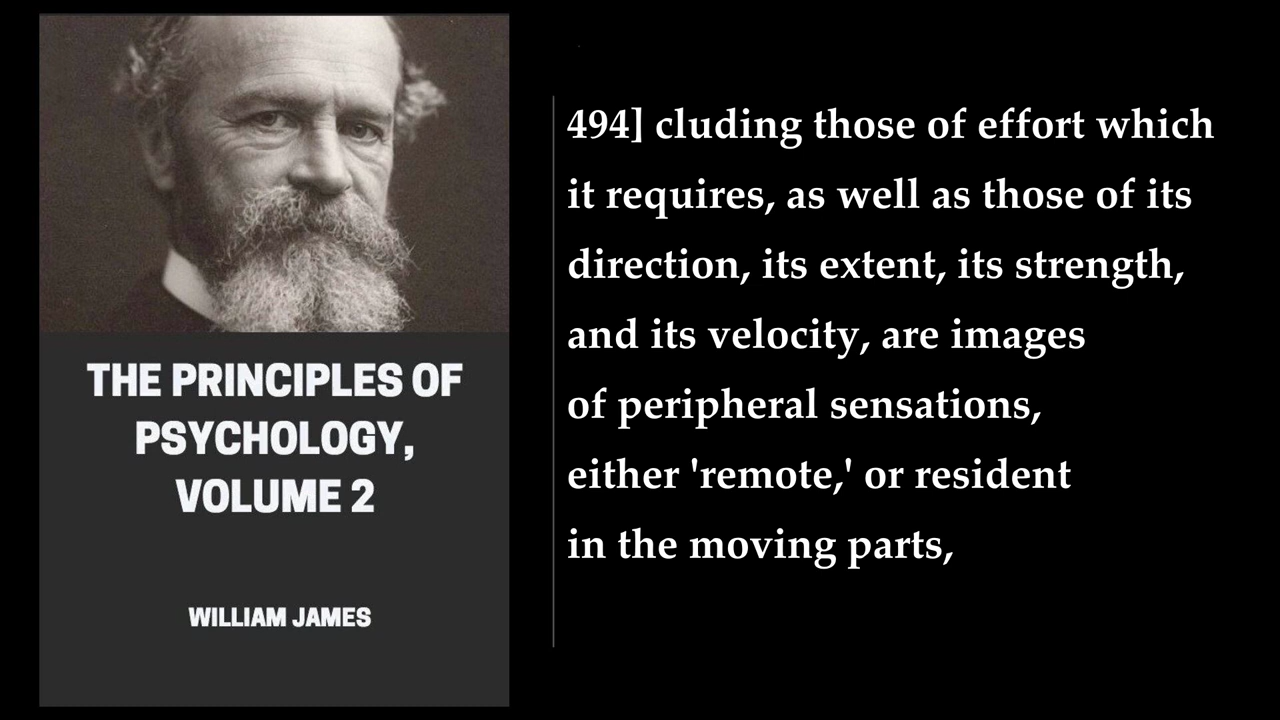 THE PRINCIPLES OF
PSYCHOLOGY,
VOLUME 2
WILLIAM JAMES
494] cluding those of effort which
it requires, as well as those of its
direction, its extent, its strength,
and its velocity, are images
of peripheral sensations,
either 'remote,' or resident
in the moving parts,